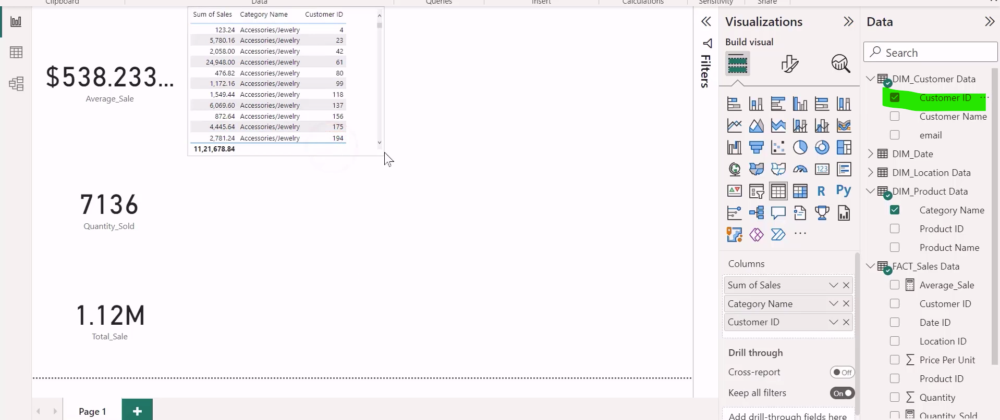 Clipboard
Data
Queries
Insert
Calculations
Sensitivity
Share
Sum of Sales Category Name Customer ID
123.24 Accessories/Jewelry 4
5,780.16 Accessories/Jewelry 23
2,058.00 Accessories/Jewelry 42
24,948.00 Accessories/Jewelry 61
476.82 Accessories/Jewelry 80
1,172.16 Accessories/Jewelry 99
1,549.44 Accessories/Jewelry 118
6,069.60 Accessories/Jewelry 137
872.64 Accessories/Jewelry 156
4,445.64 Accessories/Jewelry 175
2,781.24 Accessories/Jewelry 194
11,21,678.84
$538.233...
Average_Sale
7136
Quantity_Sold
1.12M
Total_Sale
Page 1
+
Filters
Visualizations
Build visual
123
R
Py
...
Columns
Sum of Sales
Category Name
Customer ID
Drill through
Cross-report Off
Keep all filters On
Add drill-through fields here
Data
Search
DIM_Customer Data
Customer ID ...
Customer Name
email
DIM_Date
DIM_Location Data
DIM_Product Data
Category Name
Product ID
Product Name
FACT_Sales Data
Average_Sale
Customer ID
Date ID
Location ID
Σ Price Per Unit
Product ID
Σ Quantity
Quantity_Sold